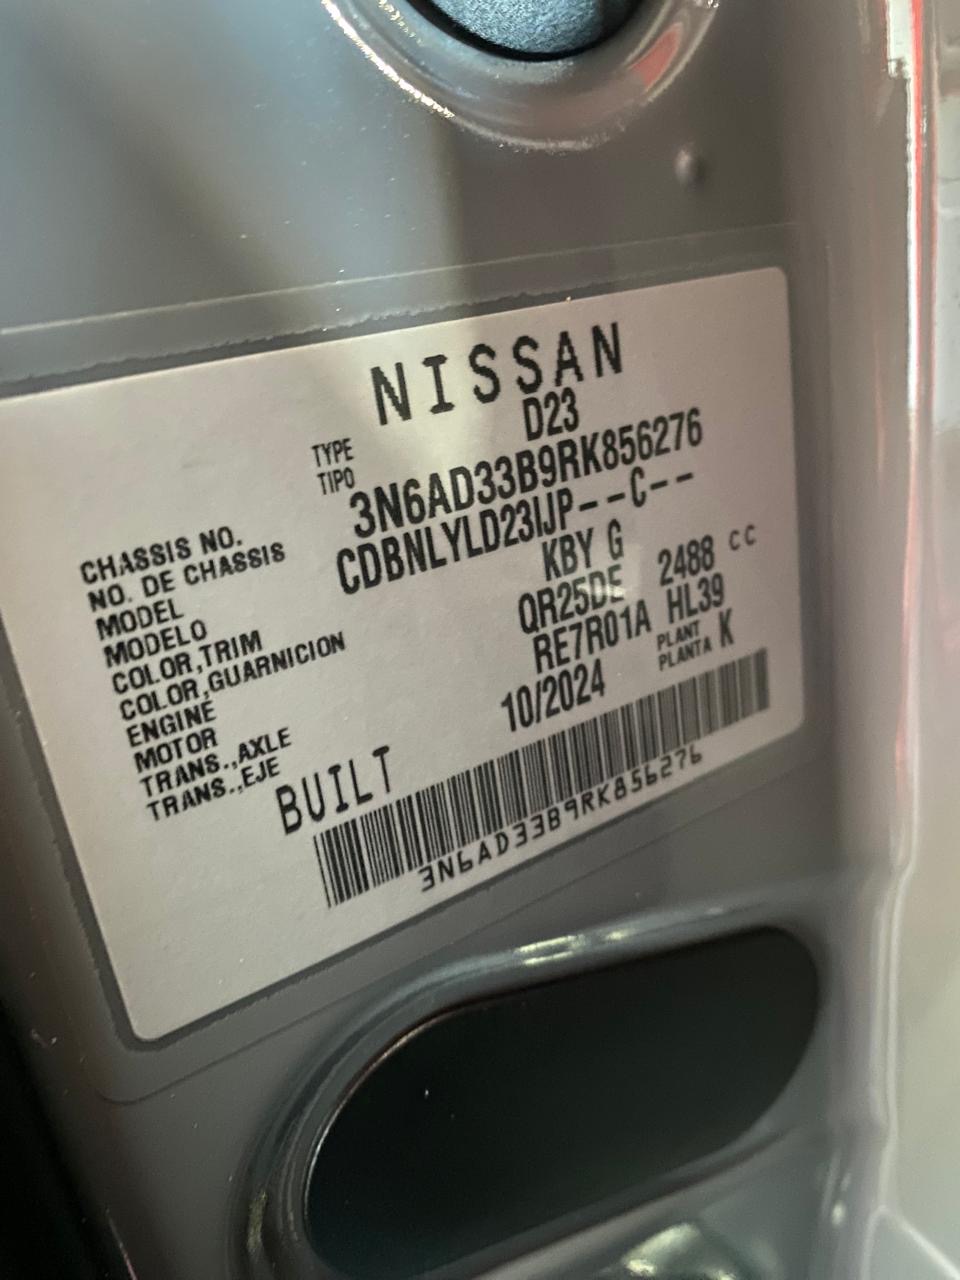 NISSAN
TYPE
TIPO
D23
CHASSIS NO.
NO. DE CHASSIS
3N6AD33B9RK856276
MODEL
MODELO
CDBNLYLD23IJP--C--
COLOR,TRIM
COLOR,GUARNICION
KBY G
ENGINE
MOTOR
QR25DE 2488 CC
TRANS.,AXLE
TRANS.,EJE
RE7R01A HL39
PLANT
PLANTA K
BUILT 10/2024
3N6AD33B9RK856276